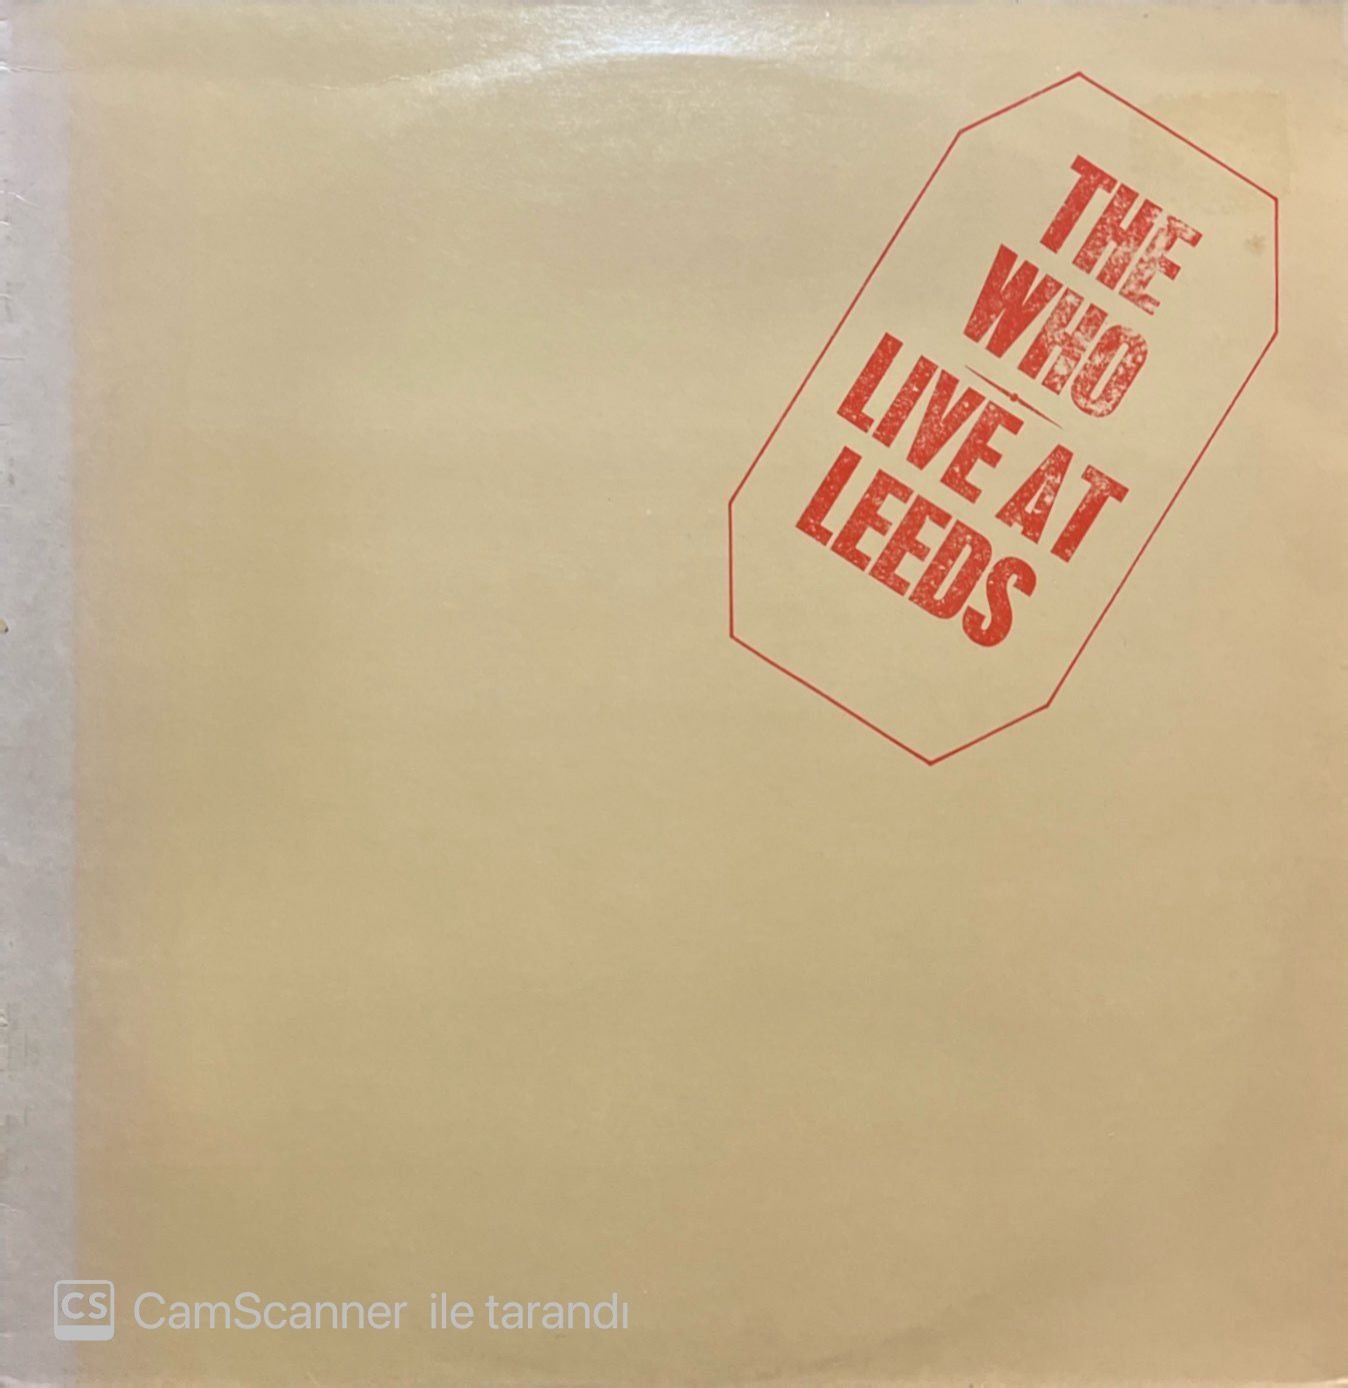 THE
WHO
LIVE AT
LEEDS
CS CamScanner ile tarandı